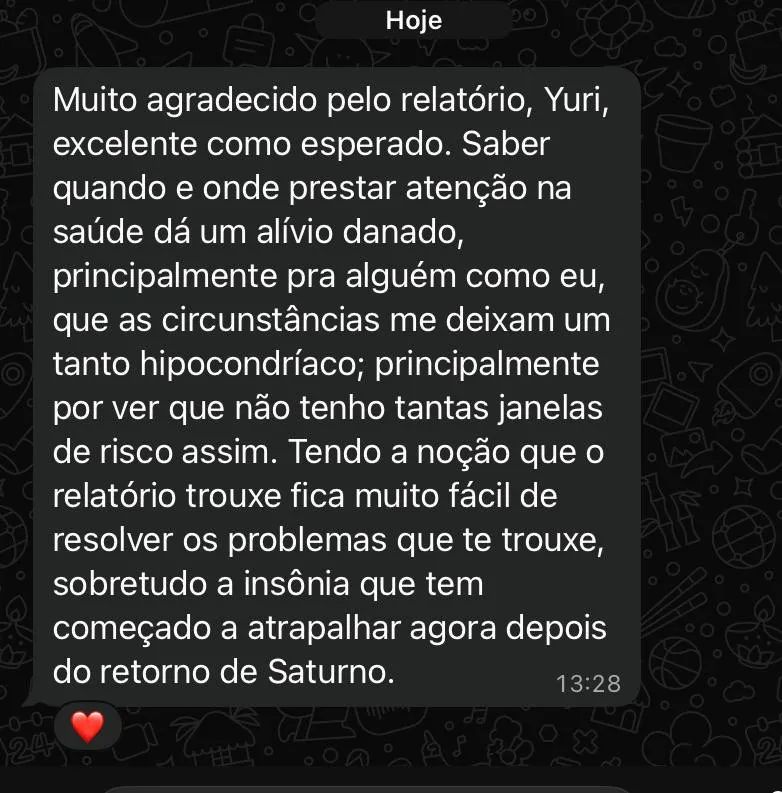 Hoje
Muito agradecido pelo relatório, Yuri,
excelente como esperado. Saber
quando e onde prestar atenção na
saúde dá um alívio danado,
principalmente pra alguém como eu,
que as circunstâncias me deixam um
tanto hipocondríaco; principalmente
por ver que não tenho tantas janelas
de risco assim. Tendo a noção que o
relatório trouxe fica muito fácil de
resolver os problemas que te trouxe,
sobretudo a insônia que tem
começado a atrapalhar agora depois
do retorno de Saturno.
13:28